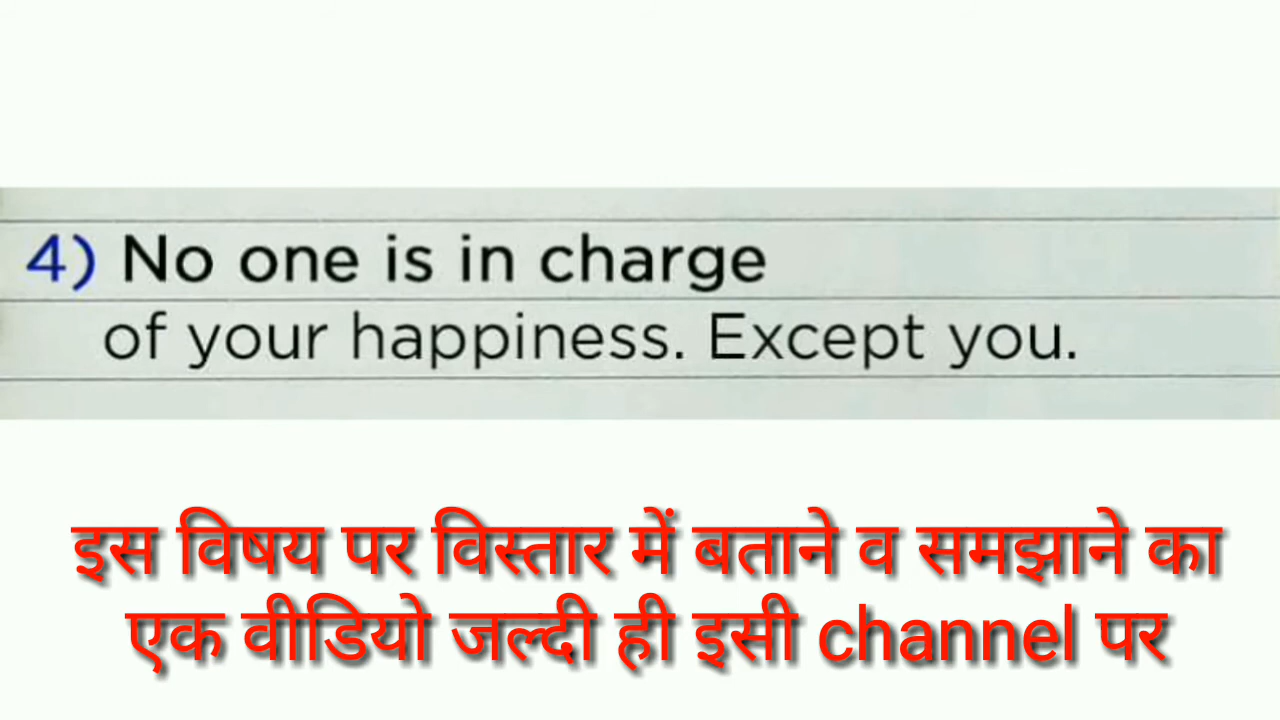 4) No one is in charge
of your happiness. Except you.
इस विषय पर विस्तार में बताने व समझाने का
एक वीडियो जल्दी ही इसी channel पर